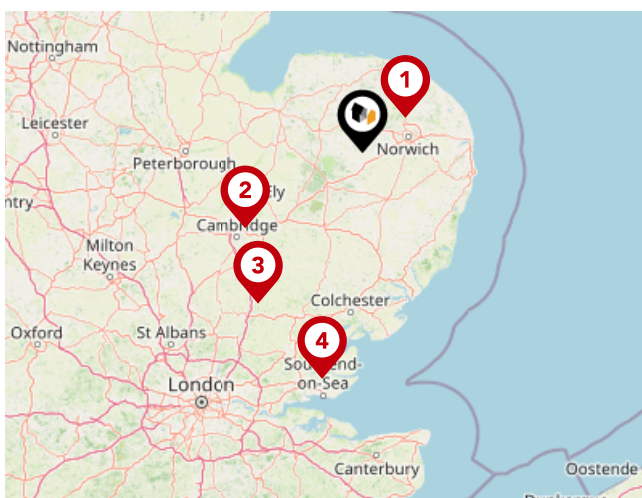 Nottingham
1
Leicester
Norwich
Peterborough
2
Ely
ntry
Cambridge
Milton
Keynes
3
Colchester
Oxford
St Albans
4
Southend-
on-Sea
London
Canterbury
Oostende